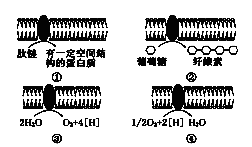 肽链 有一定空间结
构的蛋白质
① ②
葡萄糖 纤维素
2H₂O O₂+4[H] 1/2O₂+2[H] H₂O
③ ④